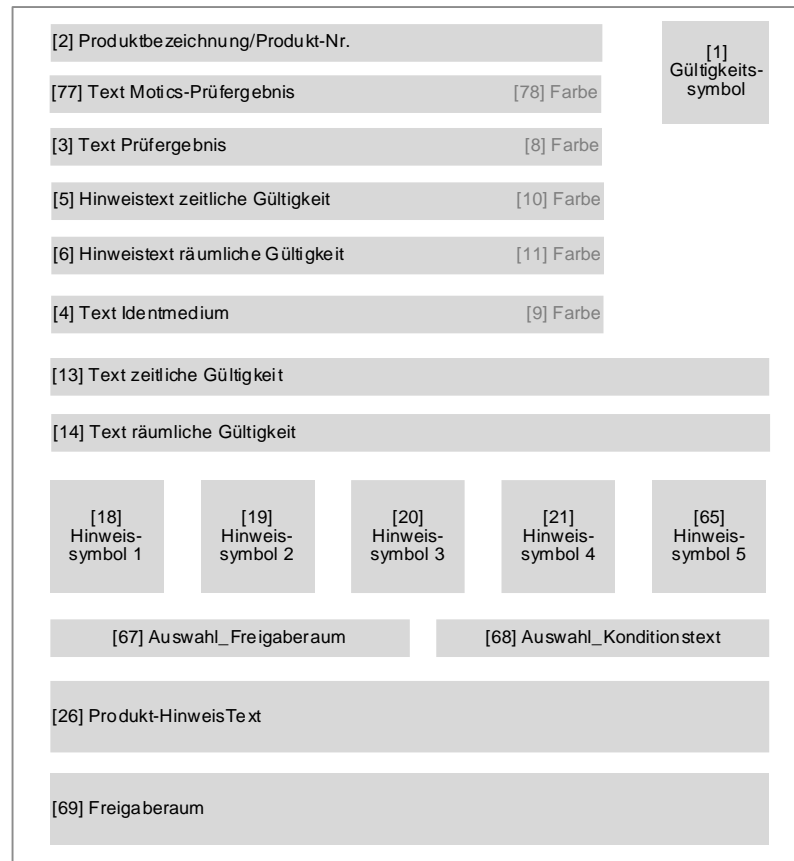 [2] Produktbezeichnung/Produkt-Nr.
[1]
Gültigkeits-
symbol
[77] Text Motics-Prüfergebnis [78] Farbe
[3] Text Prüfergebnis [8] Farbe
[5] Hinweistext zeitliche Gültigkeit [10] Farbe
[6] Hinweistext räumliche Gültigkeit [11] Farbe
[4] Text Identmedium [9] Farbe
[13] Text zeitliche Gültigkeit
[14] Text räumliche Gültigkeit
[18]
Hinweis-
symbol 1
[19]
Hinweis-
symbol 2
[20]
Hinweis-
symbol 3
[21]
Hinweis-
symbol 4
[65]
Hinweis-
symbol 5
[67] Auswahl_Freigaberaum
[68] Auswahl_Konditionstext
[26] Produkt-HinweisText
[69] Freigaberaum